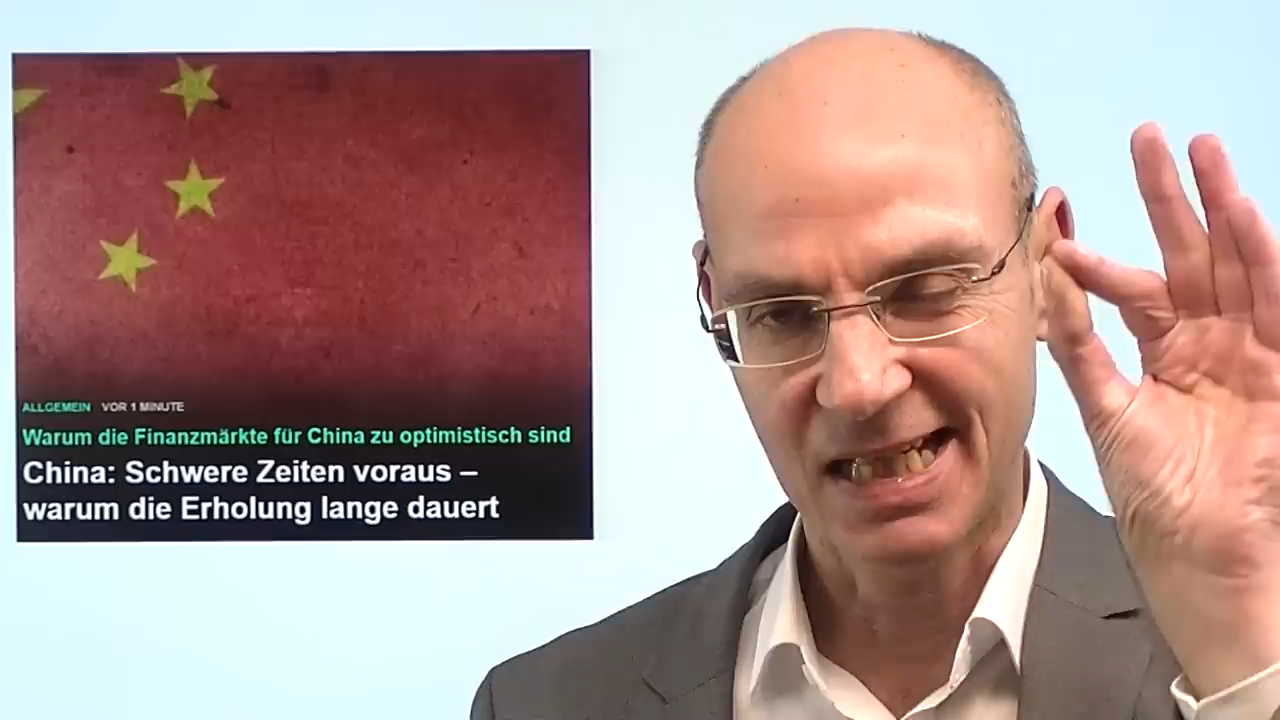 ALLGEMEIN VOR 1 MINUTE
Warum die Finanzmärkte für China zu optimistisch sind
China: Schwere Zeiten voraus –
warum die Erholung lange dauert